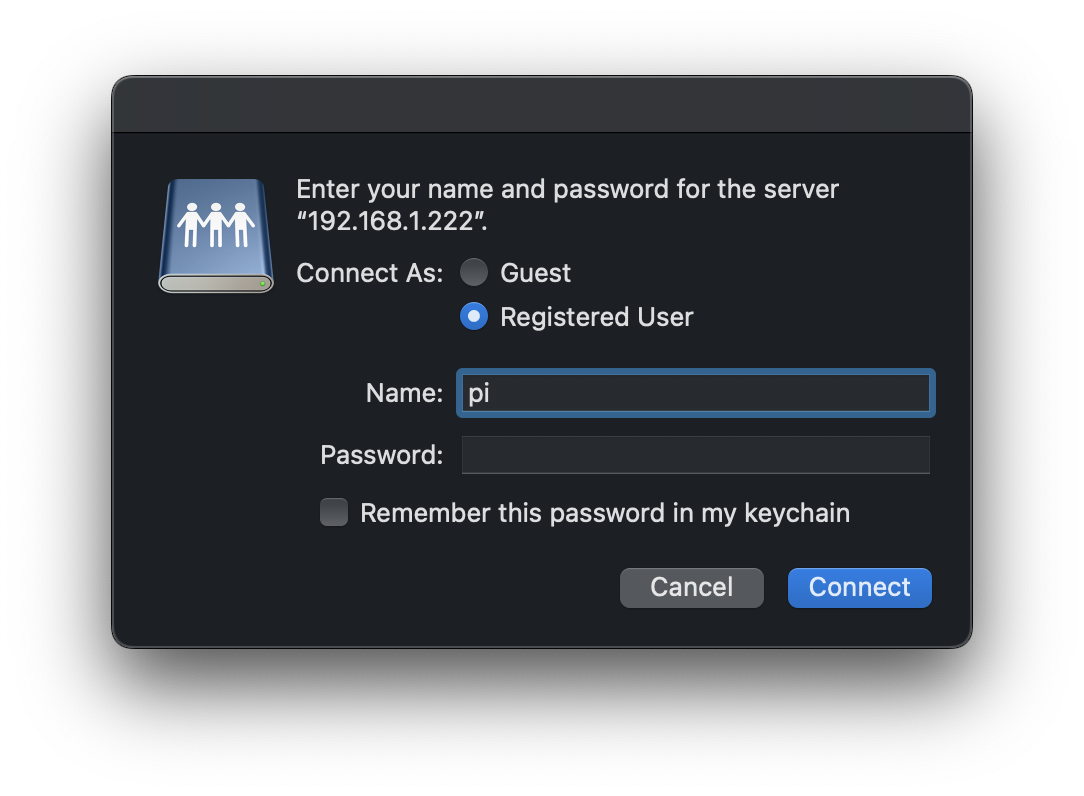 Enter your name and password for the server
“192.168.1.222”.
Connect As: Guest
Registered User
Name: pi
Password:
Remember this password in my keychain
Cancel Connect